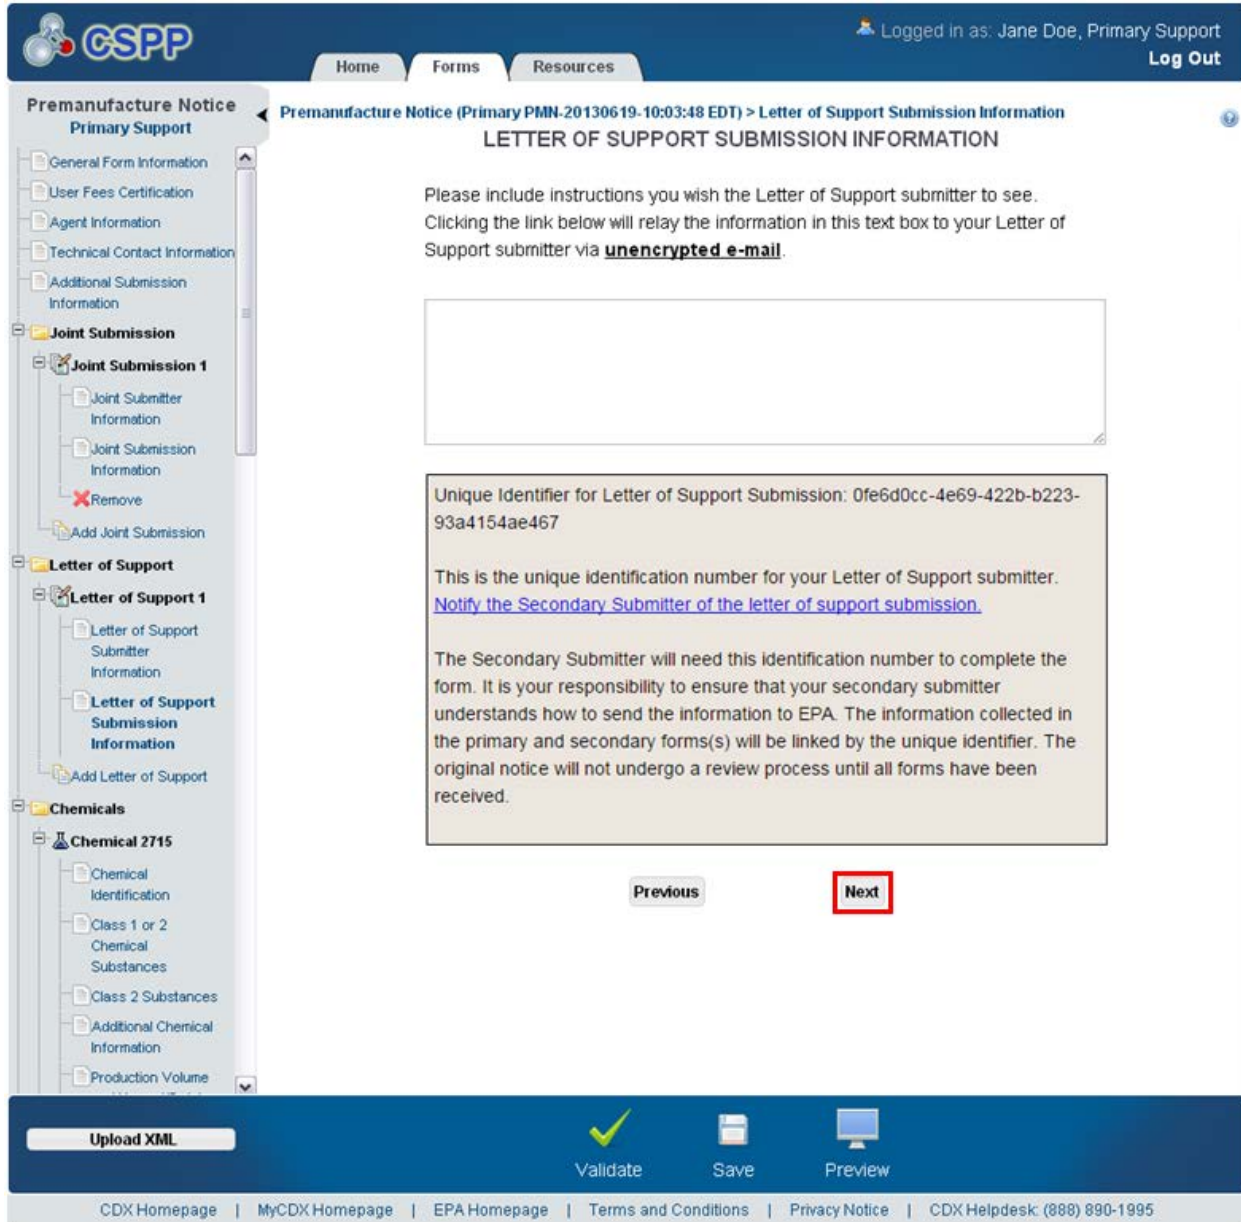 CSPP
Logged in as: Jane Doe, Primary Support
Log Out
Home
Forms
Resources
Premanufacture Notice
Primary Support
General Form Information
User Fees Certification
Agent Information
Technical Contact Information
Additional Submission
Information
Joint Submission
Joint Submission 1
Joint Submitter
Information
Joint Submission
Information
Remove
Add Joint Submission
Letter of Support
Letter of Support 1
Letter of Support
Submitter
Information
Letter of Support
Submission
Information
Add Letter of Support
Chemicals
Chemical 2715
Chemical
Identification
Class 1 or 2
Chemical
Substances
Class 2 Substances
Additional Chemical
Information
Production Volume
Premanufacture Notice (Primary PMN-20130619-10:03:48 EDT) > Letter of Support Submission Information
LETTER OF SUPPORT SUBMISSION INFORMATION
Please include instructions you wish the Letter of Support submitter to see.
Clicking the link below will relay the information in this text box to your Letter of
Support submitter via unencrypted e-mail.
Unique Identifier for Letter of Support Submission: 0fe6d0cc-4e69-422b-b223-
93a4154ae467
This is the unique identification number for your Letter of Support submitter.
Notify the Secondary Submitter of the letter of support submission.
The Secondary Submitter will need this identification number to complete the
form. It is your responsibility to ensure that your secondary submitter
understands how to send the information to EPA. The information collected in
the primary and secondary forms(s) will be linked by the unique identifier. The
original notice will not undergo a review process until all forms have been
received.
Previous
Next
Upload XML
Validate
Save
Preview
CDX Homepage | MyCDX Homepage | EPA Homepage | Terms and Conditions | Privacy Notice | CDX Helpdesk: (888) 890-1995